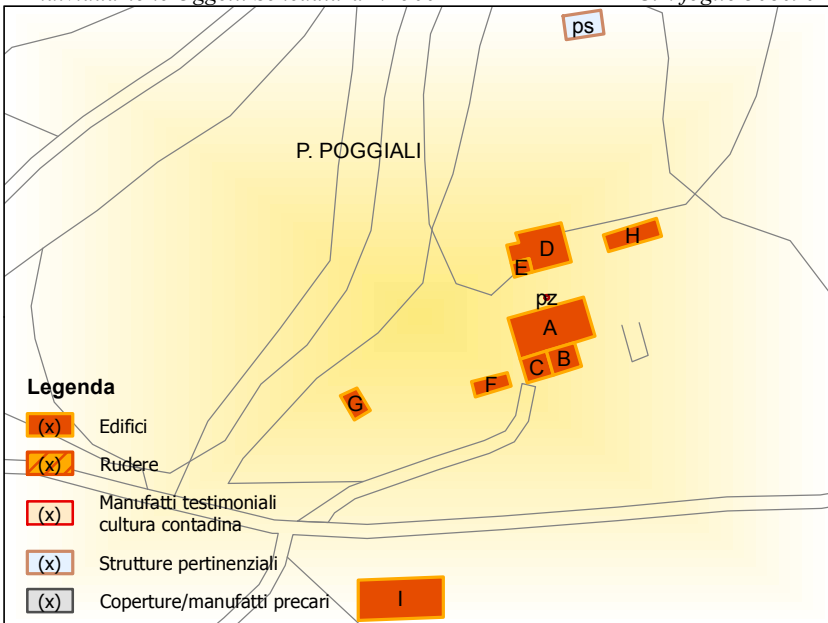 ps
P. POGGIALI
D
H
E
pz
A
C
B
F
G
I
Legenda
(x) Edifici
(x) Rudere
(x) Manufatti testimoniali
cultura contadina
(x) Strutture pertinenziali
(x) Coperture/manufatti precari